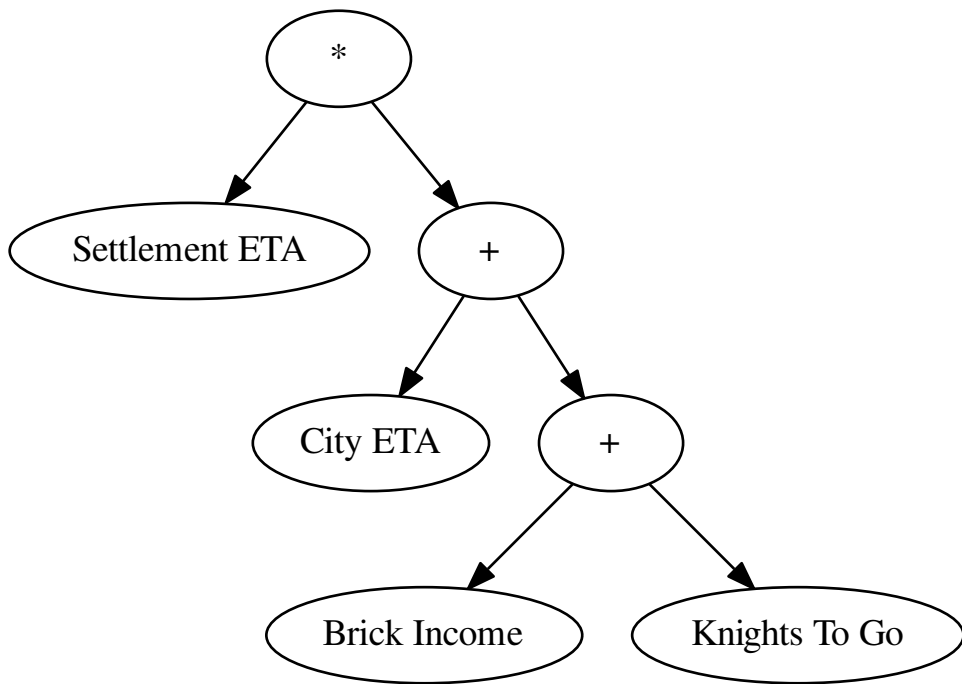 *
Settlement ETA
+
City ETA
+
Brick Income
Knights To Go